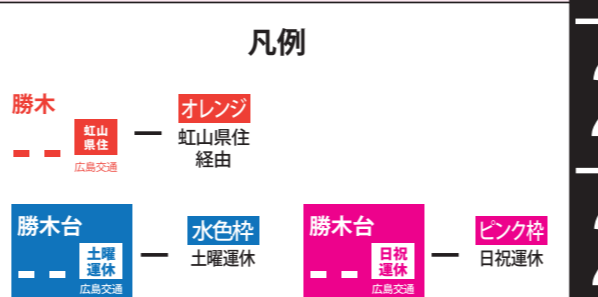 凡例
勝木
虹山
県住
広島交通
オレンジ
虹山県住
経由
勝木台
土曜
運休
広島交通
水色枠
土曜運休
勝木台
日祝
運休
広島交通
ピンク枠
日祝運休